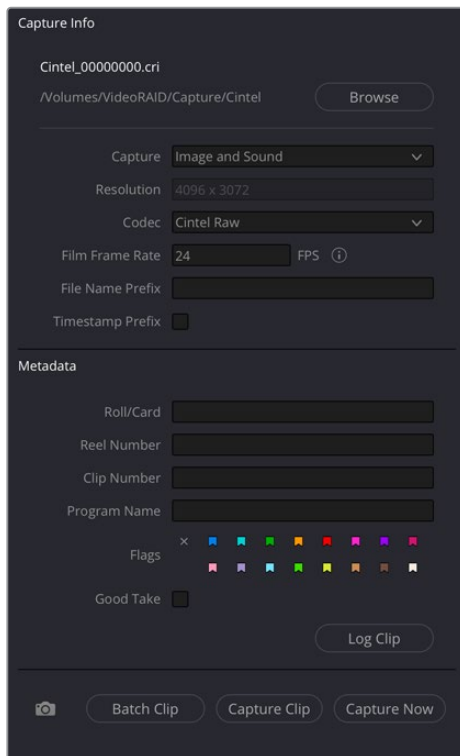 Capture Info
Cintel_00000000.cri
/Volumes/VideoRAID/Capture/Cintel Browse
Capture Image and Sound
Resolution 4096 x 3072
Codec Cintel Raw
Film Frame Rate 24 FPS
File Name Prefix
Timestamp Prefix
Metadata
Roll/Card
Reel Number
Clip Number
Program Name
Flags
Good Take
Log Clip
Batch Clip Capture Clip Capture Now